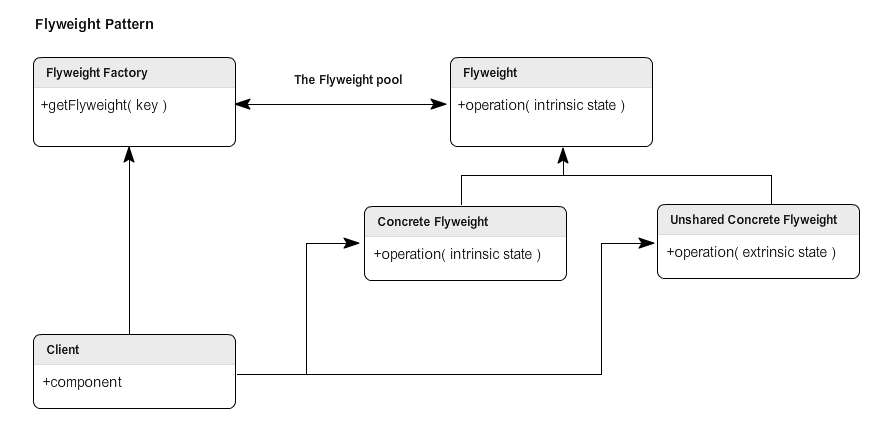 Flyweight Pattern
Flyweight Factory
+getFlyweight( key )
The Flyweight pool
Flyweight
+operation( intrinsic state )
Concrete Flyweight
+operation( intrinsic state )
Unshared Concrete Flyweight
+operation( extrinsic state )
Client
+component